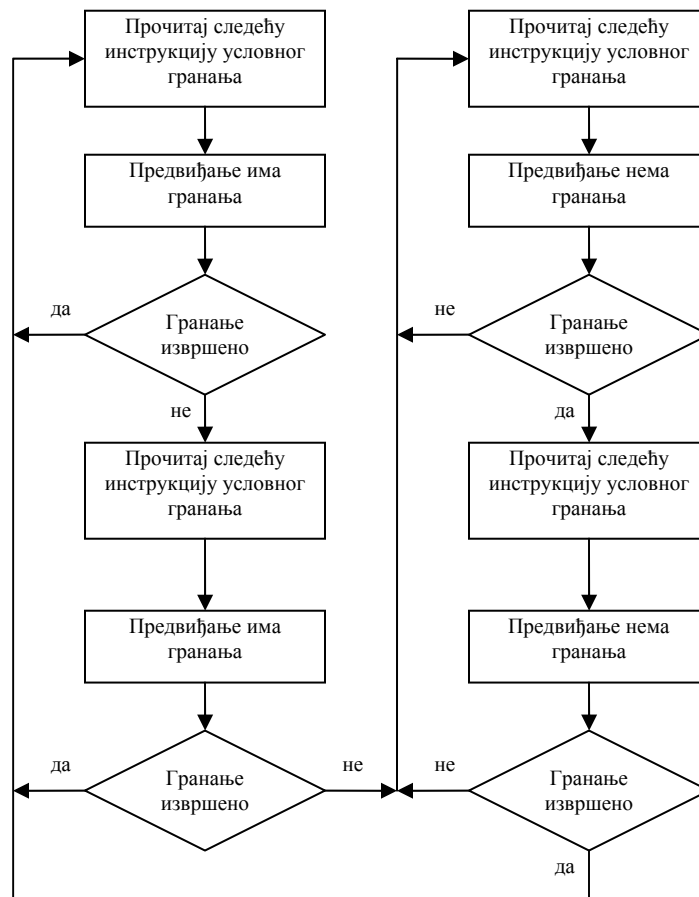 Прочитај следећу
инструкцију условног
гранања
Предвиђање има
гранања
да
Гранање
извршено
не
Прочитај следећу
инструкцију условног
гранања
Предвиђање има
гранања
да
Гранање
извршено
не
Прочитај следећу
инструкцију условног
гранања
Предвиђање нема
гранања
не
Гранање
извршено
да
Прочитај следећу
инструкцију условног
гранања
Предвиђање нема
гранања
не
Гранање
извршено
да